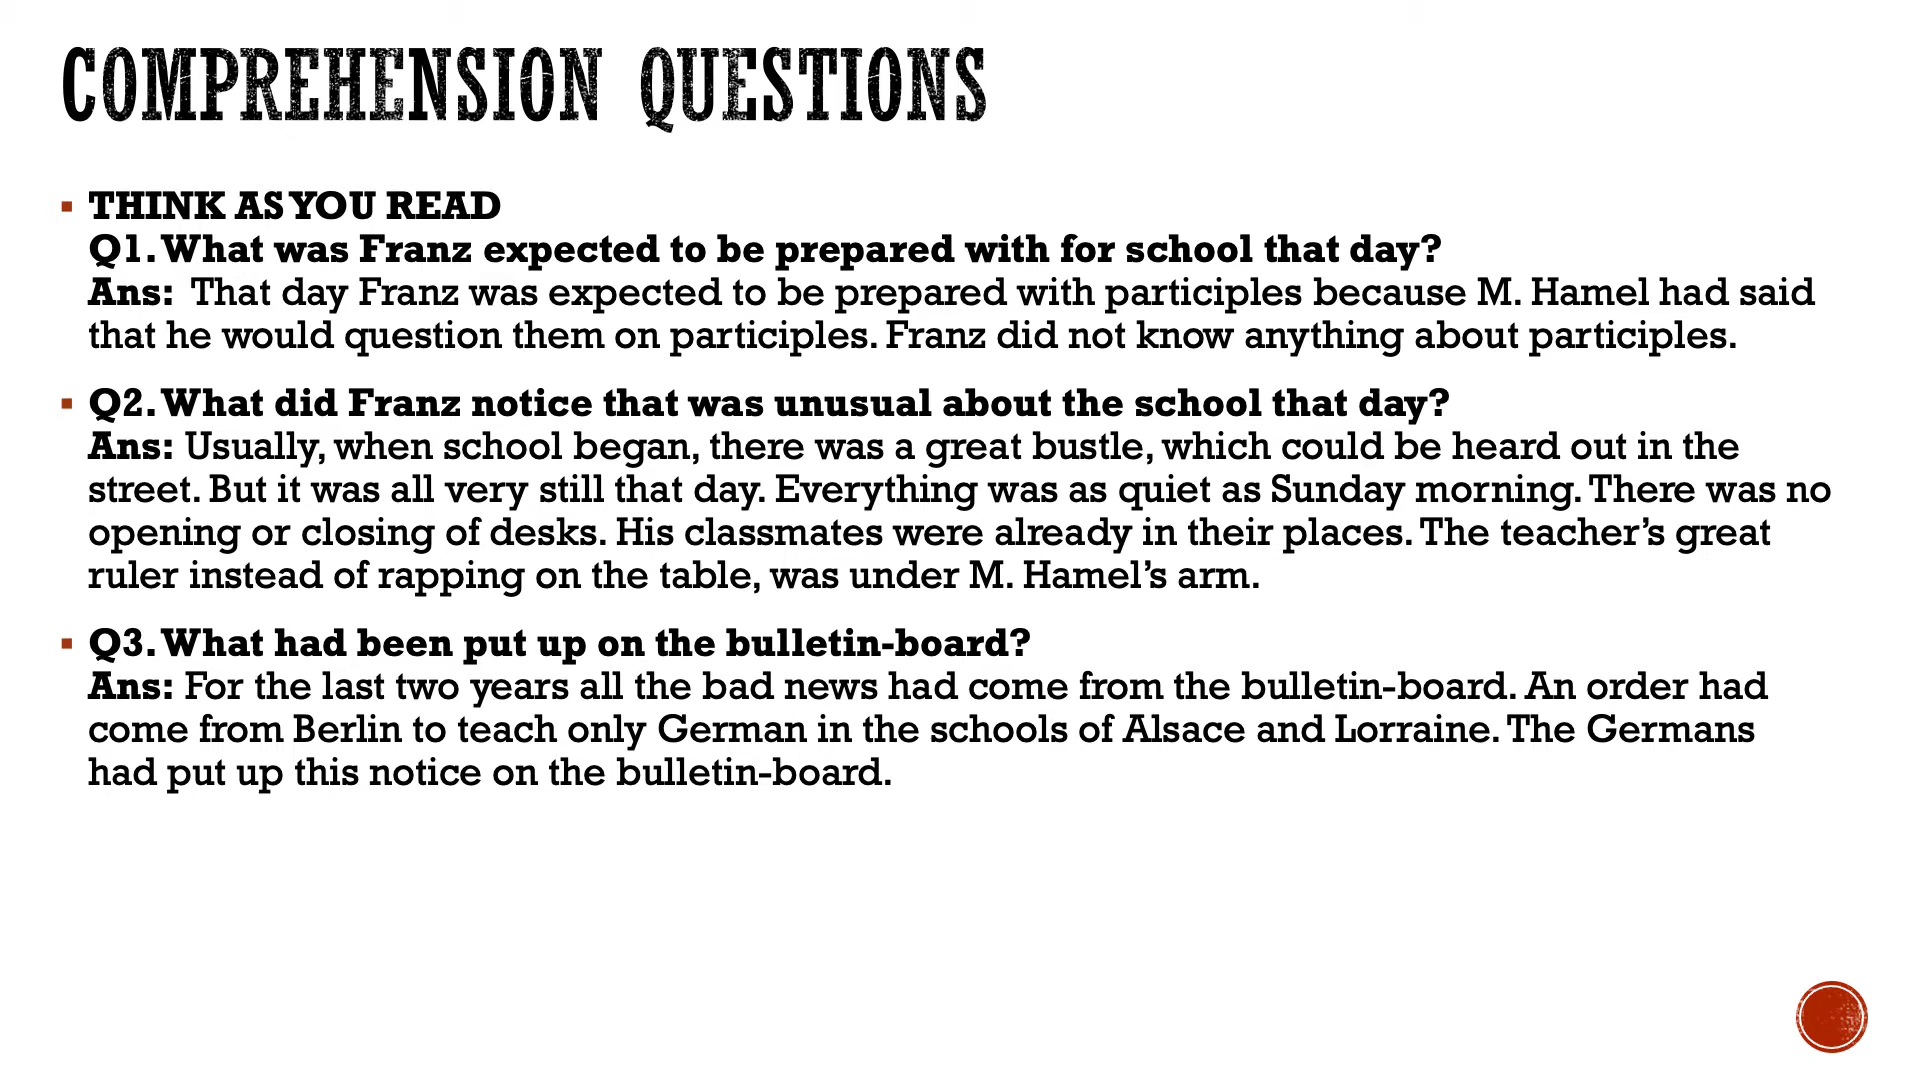 COMPREHENSION QUESTIONS
▪ THINK AS YOU READ
Q1. What was Franz expected to be prepared with for school that day?
Ans: That day Franz was expected to be prepared with participles because M. Hamel had said
that he would question them on participles. Franz did not know anything about participles.
▪ Q2. What did Franz notice that was unusual about the school that day?
Ans: Usually, when school began, there was a great bustle, which could be heard out in the
street. But it was all very still that day. Everything was as quiet as Sunday morning. There was no
opening or closing of desks. His classmates were already in their places. The teacher’s great
ruler instead of rapping on the table, was under M. Hamel’s arm.
▪ Q3. What had been put up on the bulletin-board?
Ans: For the last two years all the bad news had come from the bulletin-board. An order had
come from Berlin to teach only German in the schools of Alsace and Lorraine. The Germans
had put up this notice on the bulletin-board.